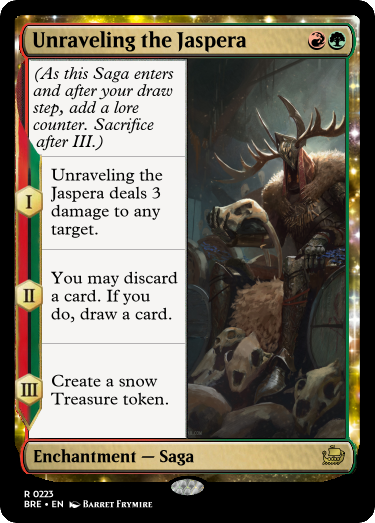 Unraveling the Jaspera
(As this Saga enters
and after your draw
step, add a lore
counter. Sacrifice
after III.)
I
Unraveling the
Jaspera deals 3
damage to any
target.
II
You may discard
a card. If you
do, draw a card.
III
Create a snow
Treasure token.
Enchantment — Saga
R 0223
BRE • EN Barret Frymire